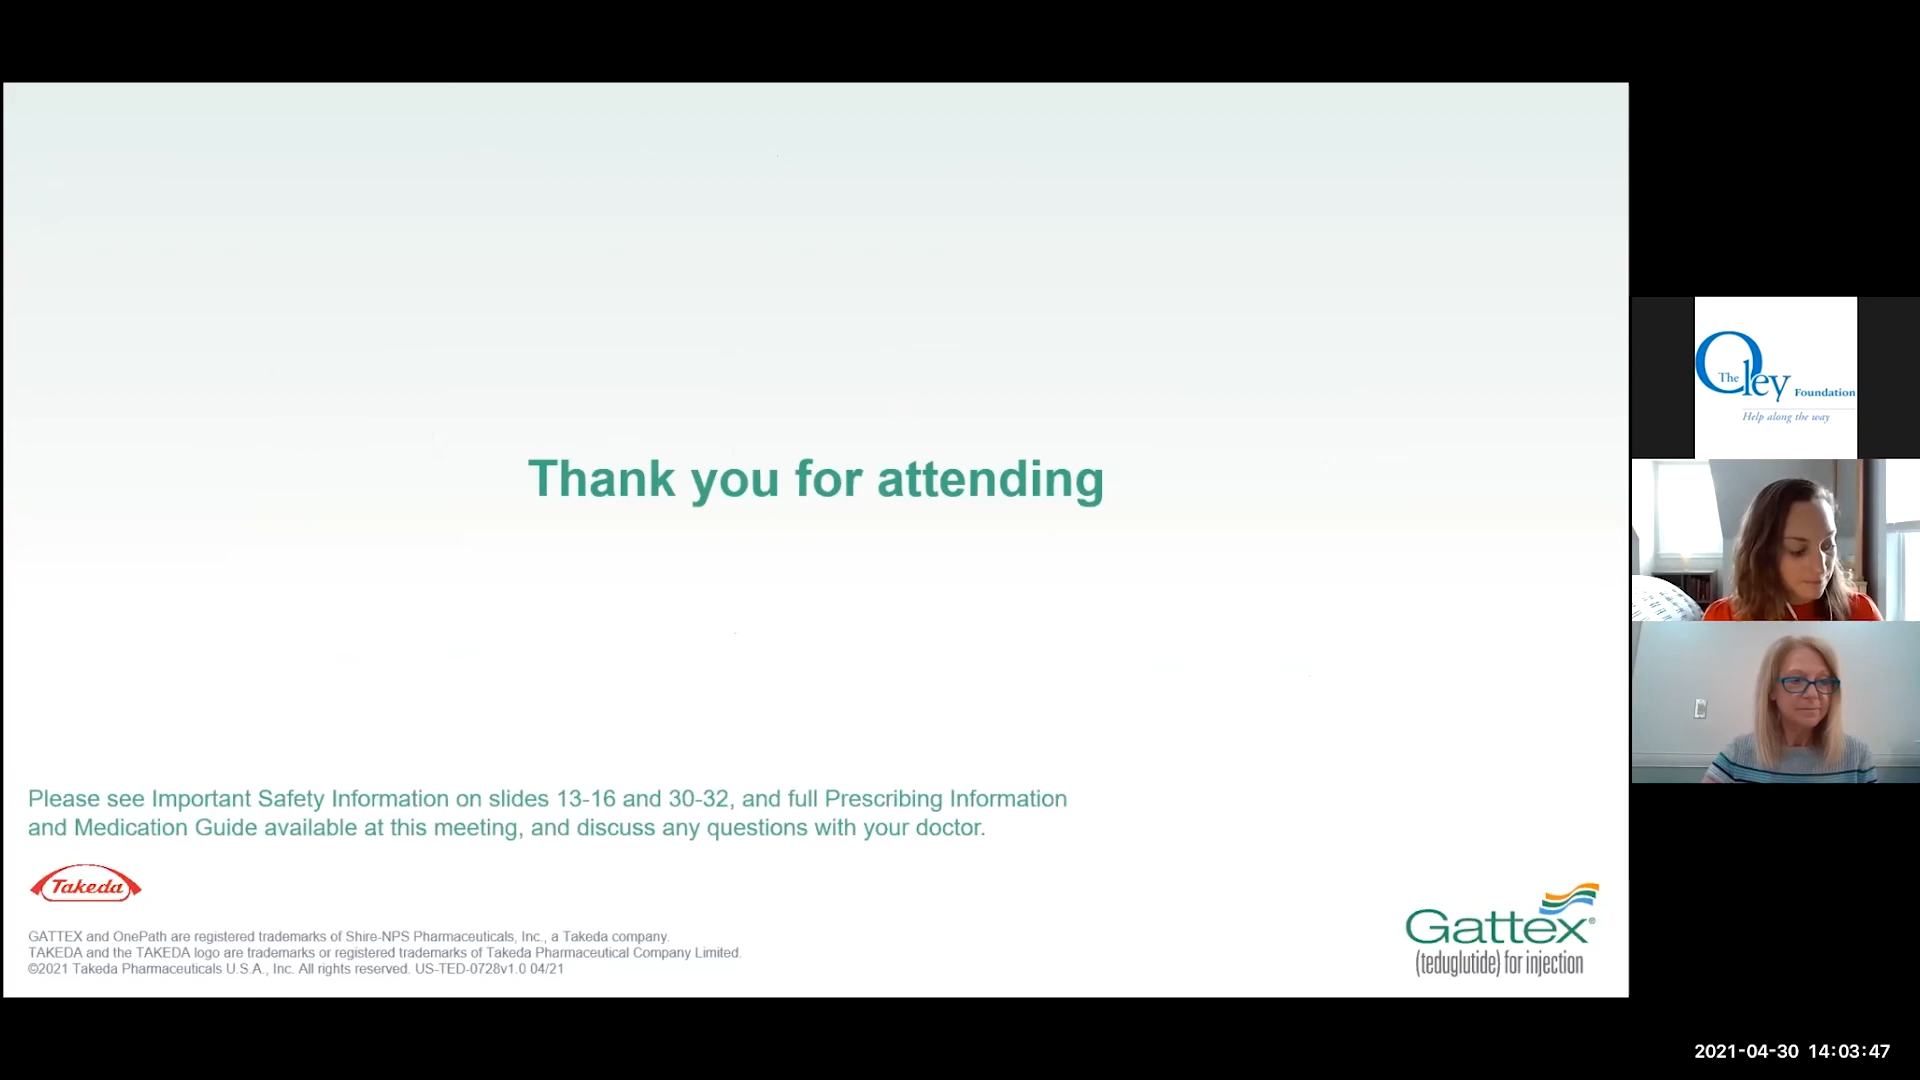 Thank you for attending
Please see Important Safety Information on slides 13-16 and 30-32, and full Prescribing Information
and Medication Guide available at this meeting, and discuss any questions with your doctor.
Takeda
GATTEX and OnePath are registered trademarks of Shire-NPS Pharmaceuticals, Inc., a Takeda company.
TAKEDA and the TAKEDA logo are trademarks or registered trademarks of Takeda Pharmaceutical Company Limited.
©2021 Takeda Pharmaceuticals U.S.A., Inc. All rights reserved. US-TED-0728v1.0 04/21
Gattex®
(teduglutide) for injection
The Oley Foundation
Help along the way
2021-04-30 14:03:47